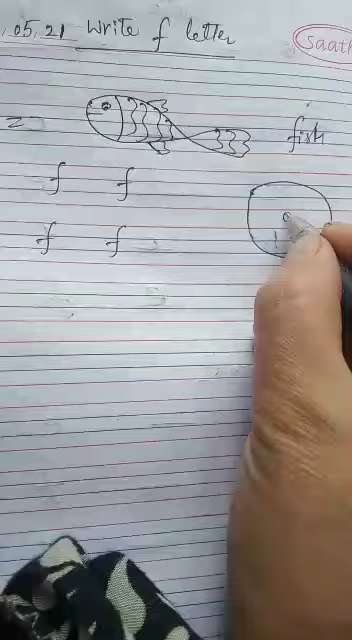 .05,21 Write f letter
Saath
fish
f f
f f